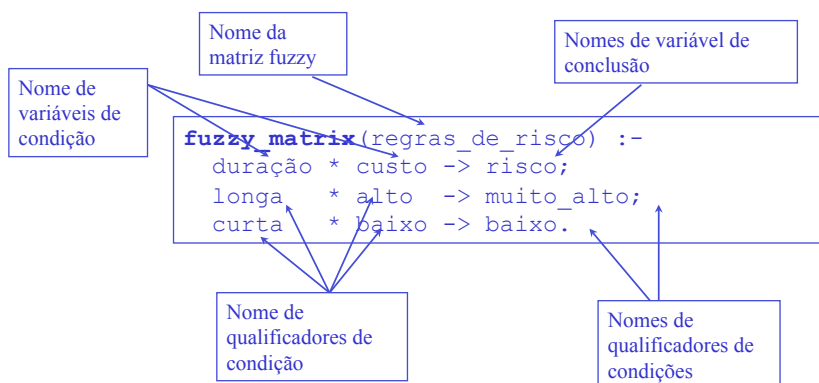 Nome da
matriz fuzzy
Nomes de variável de
conclusão
Nome de
variáveis de
condição
fuzzy_matrix(regras_de_risco) :-
duração * custo -> risco;
longa * alto -> muito_alto;
curta * baixo -> baixo.
Nome de
qualificadores de
condição
Nomes de
qualificadores de
condições